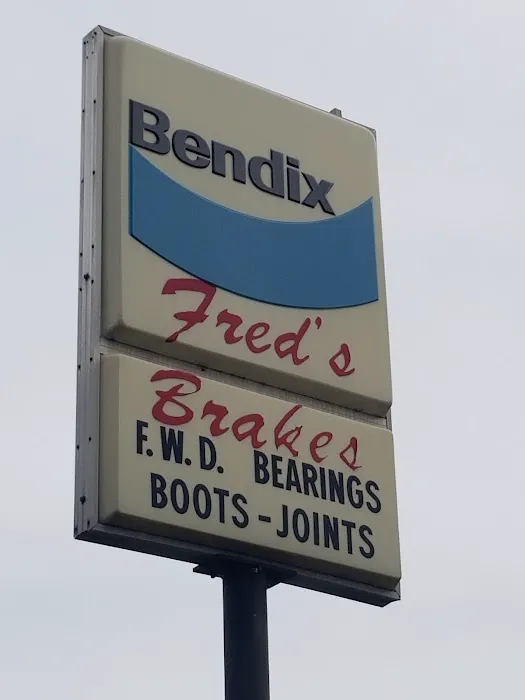 Bendix
Fred's
Brakes
F.W.D. BEARINGS
BOOTS-JOINTS